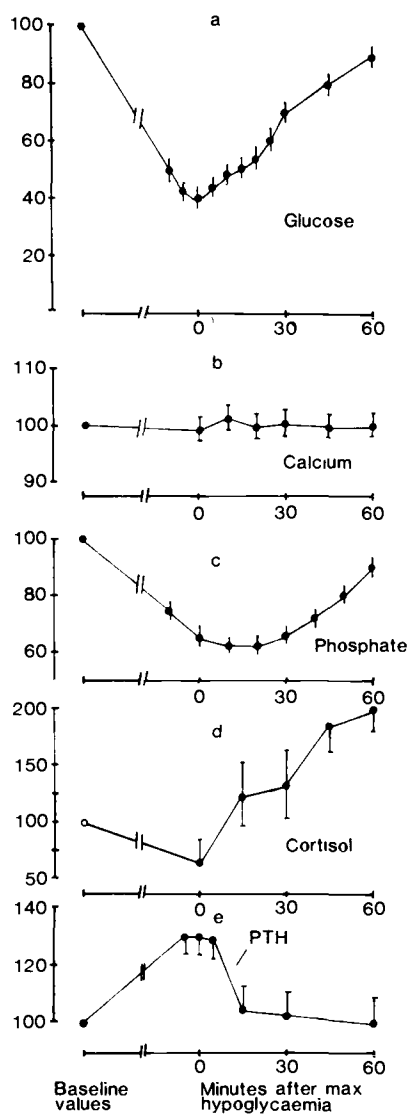 a
100
80
60
40
20
Glucose
0 30 60
b
110
100
90
Calcium
0 30 60
c
100
80
60
Phosphate
0 30 60
d
200
150
100
50
Cortisol
0 30 60
e
140
120
100
PTH
0 30 60
Baseline values
Minutes after max hypoglycaemia